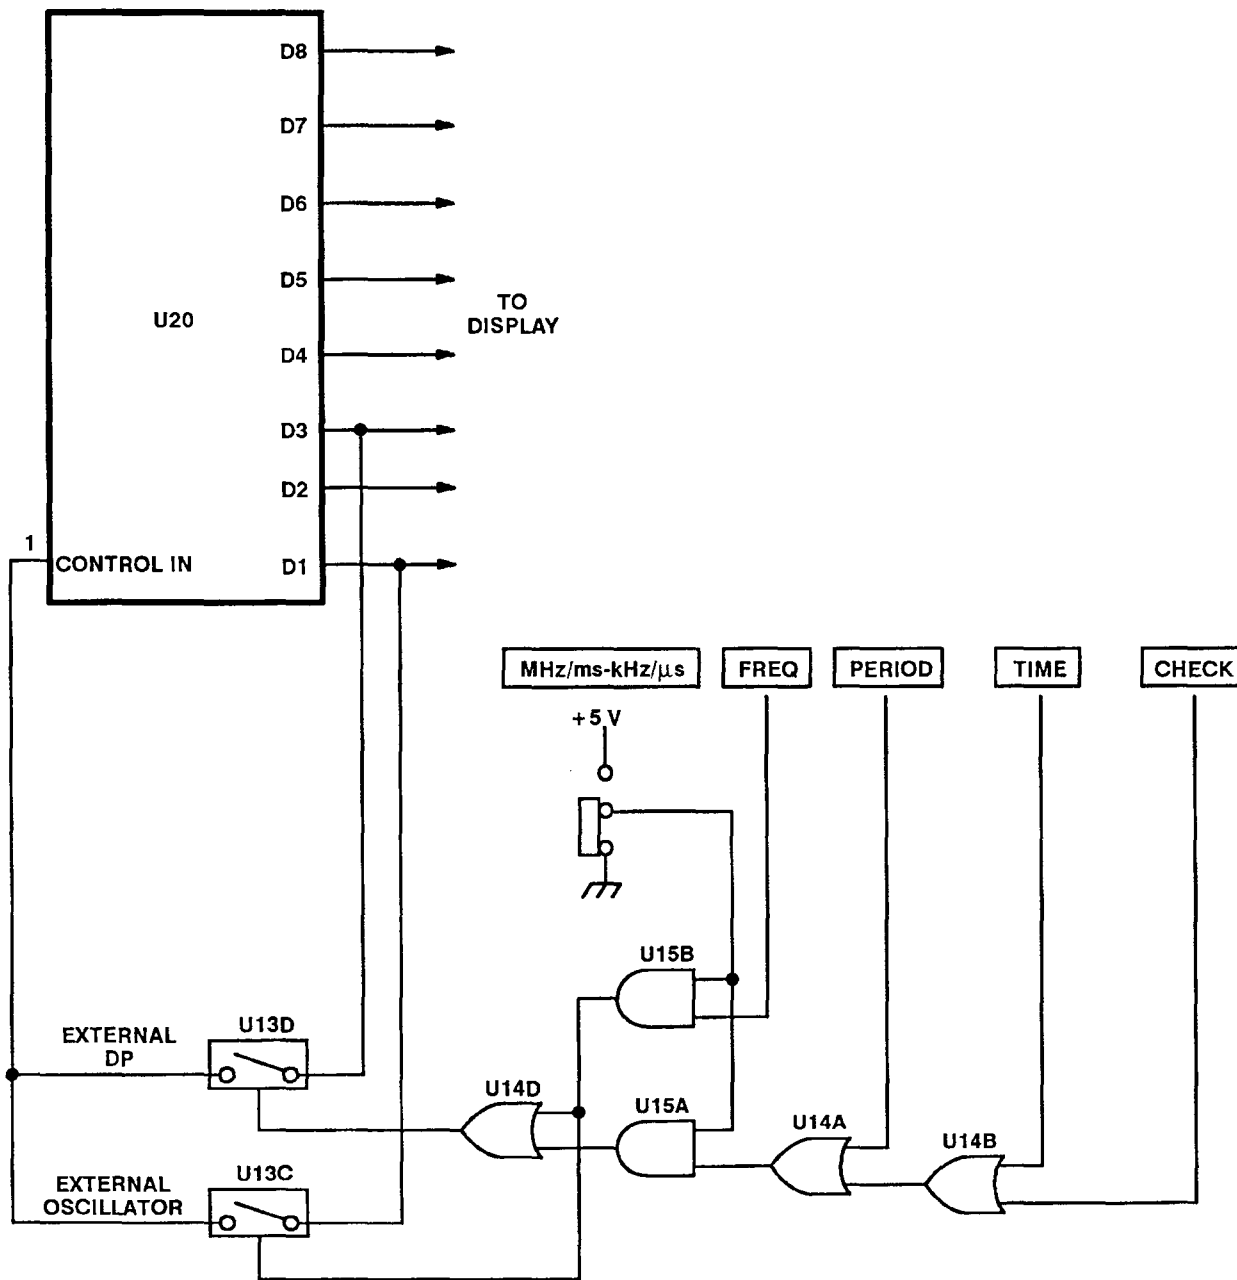 D8
D7
D6
D5
U20
TO
DISPLAY
D4
D3
D2
1
CONTROL IN
D1
MHz/ms-kHz/μs
FREQ
PERIOD
TIME
CHECK
+5 V
U15B
EXTERNAL
DP
U13D
U14D
U15A
U14A
U14B
EXTERNAL
OSCILLATOR
U13C